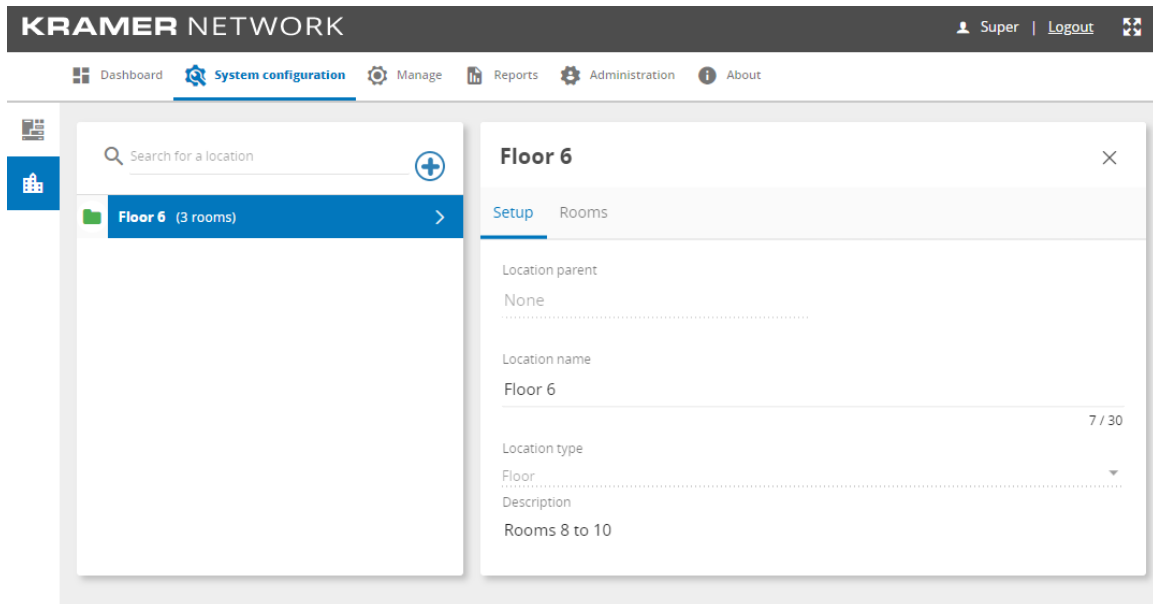 KRAMER NETWORK
Super | Logout
Dashboard System configuration Manage Reports Administration About
Search for a location
Floor 6 (3 rooms)
Floor 6
Setup Rooms
Location parent
None
Location name
Floor 6
7 / 30
Location type
Floor
Description
Rooms 8 to 10